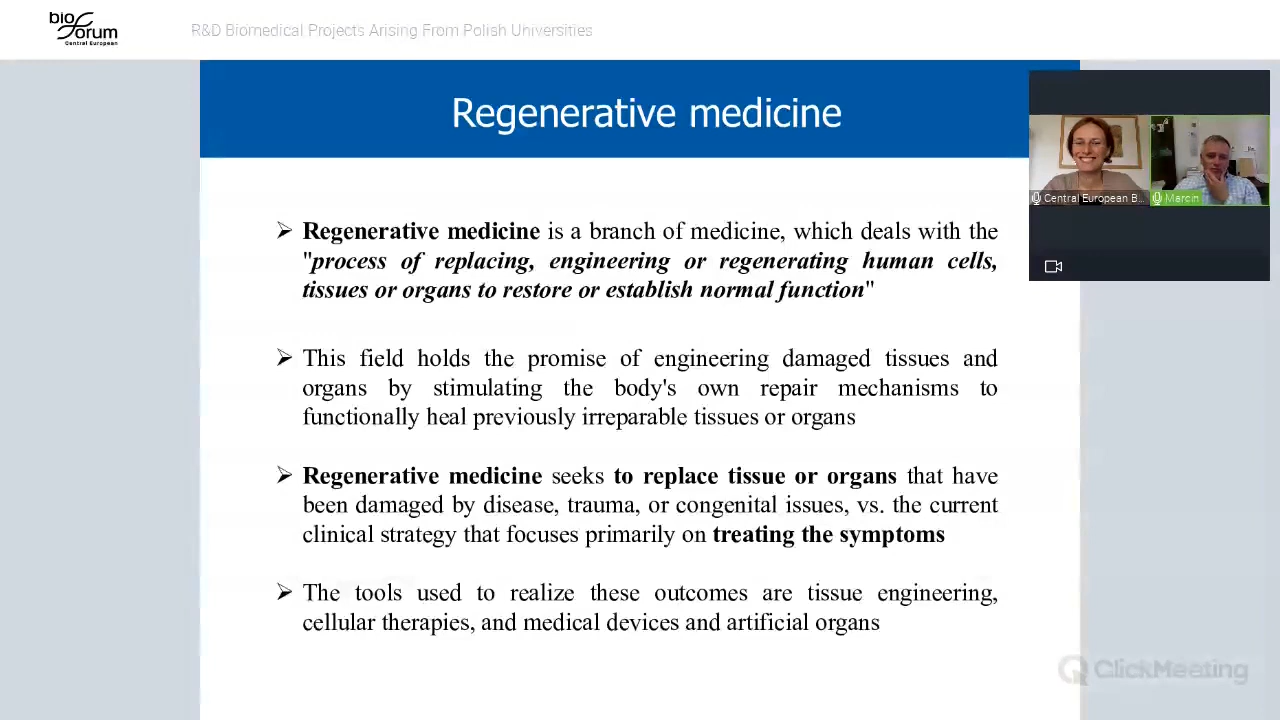 bio
Forum
Central European
R&D Biomedical Projects Arising From Polish Universities
Regenerative medicine
Central European B...
Marcin
➢ Regenerative medicine is a branch of medicine, which deals with the
"process of replacing, engineering or regenerating human cells,
tissues or organs to restore or establish normal function"
➢ This field holds the promise of engineering damaged tissues and
organs by stimulating the body's own repair mechanisms to
functionally heal previously irreparable tissues or organs
➢ Regenerative medicine seeks to replace tissue or organs that have
been damaged by disease, trauma, or congenital issues, vs. the current
clinical strategy that focuses primarily on treating the symptoms
➢ The tools used to realize these outcomes are tissue engineering,
cellular therapies, and medical devices and artificial organs
ClickMeeting